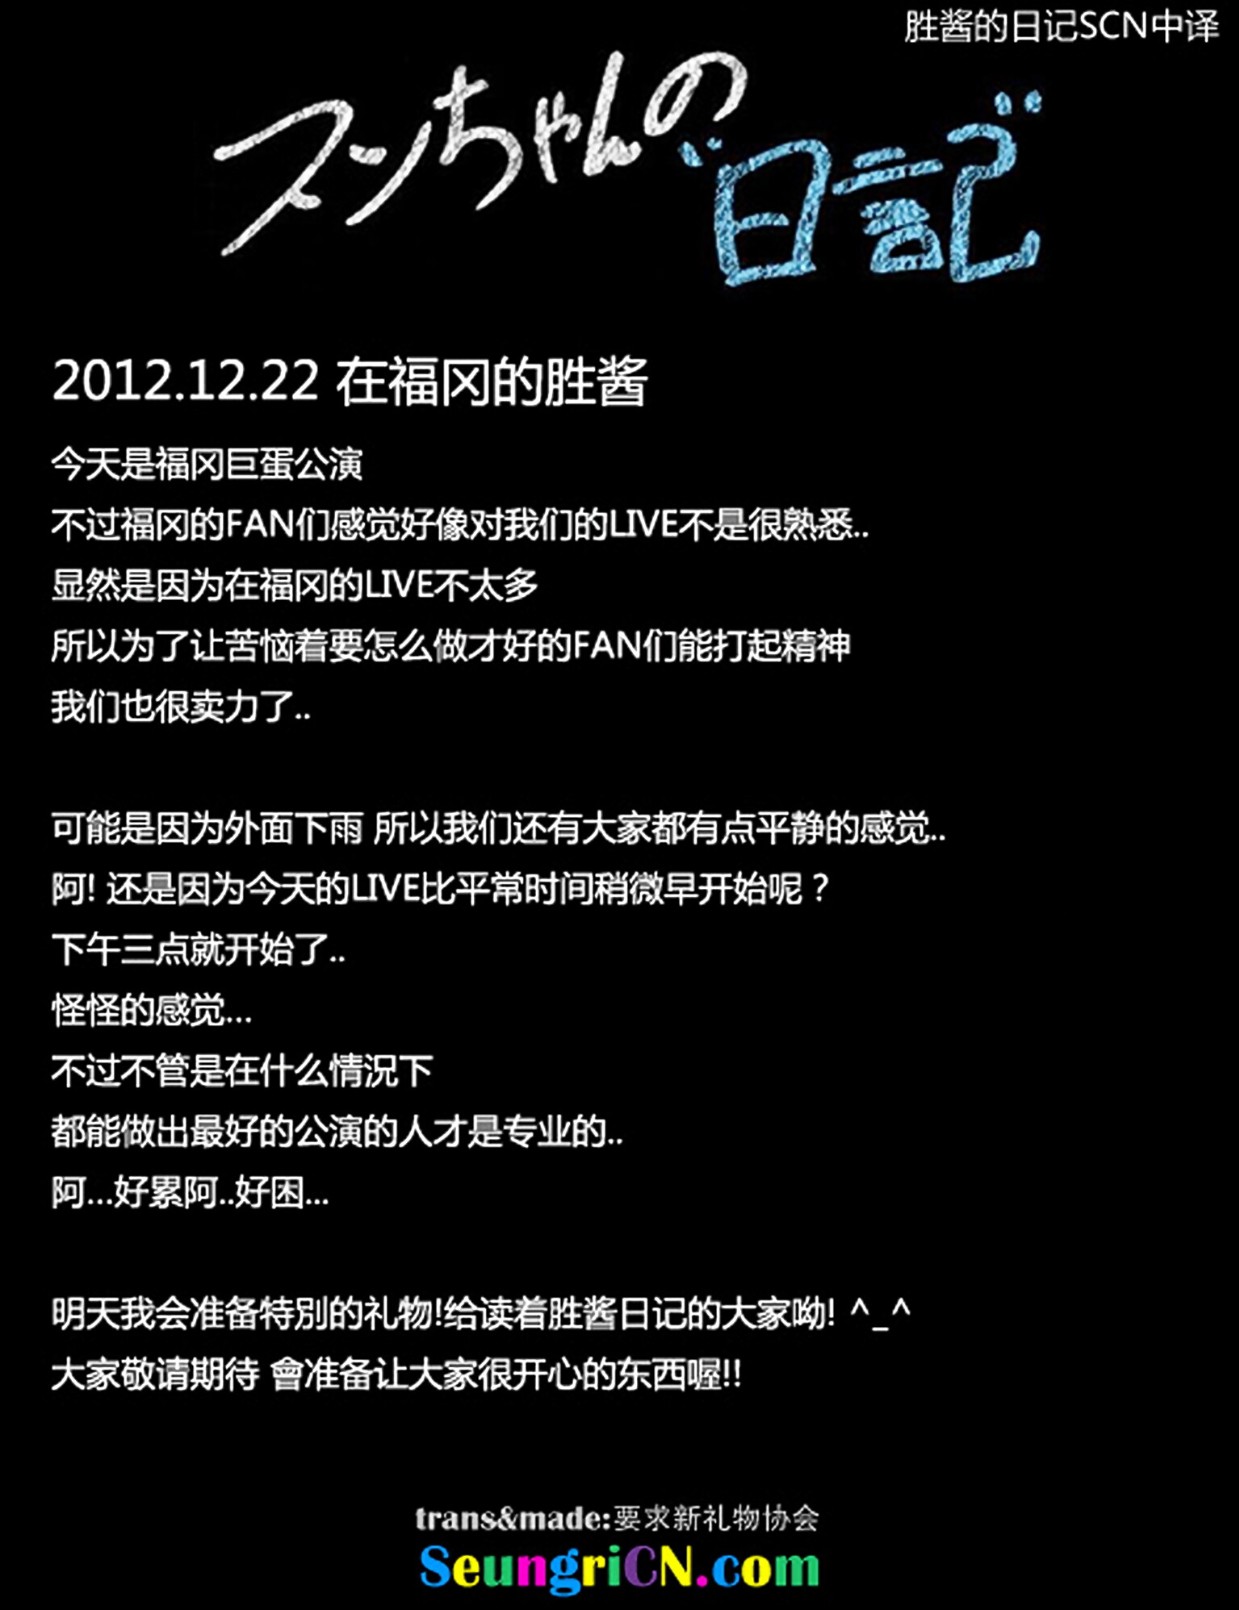 胜酱的日记SCN中译
スンちゃんの
日記
2012.12.22 在福冈的胜酱
今天是福冈巨蛋公演
不过福冈的FAN们感觉好像对我们的LIVE不是很熟悉..
显然是因为在福冈的LIVE不太多
所以为了让苦恼着要怎么做才好的FAN们能打起精神
我们也很卖力了..
可能是因为外面下雨 所以我们还有大家都有点平静的感觉..
阿! 还是因为今天的LIVE比平常时间稍微早开始呢？
下午三点就开始了..
怪怪的感觉...
不过不管是在什么情況下
都能做出最好的公演的人才是专业的..
阿...好累阿..好困...
明天我会准备特別的礼物!给读着胜酱日记的大家呦! ^_^
大家敬请期待 會准备让大家很开心的东西喔!!
trans&made:要求新礼物协会
SeungriCN.com